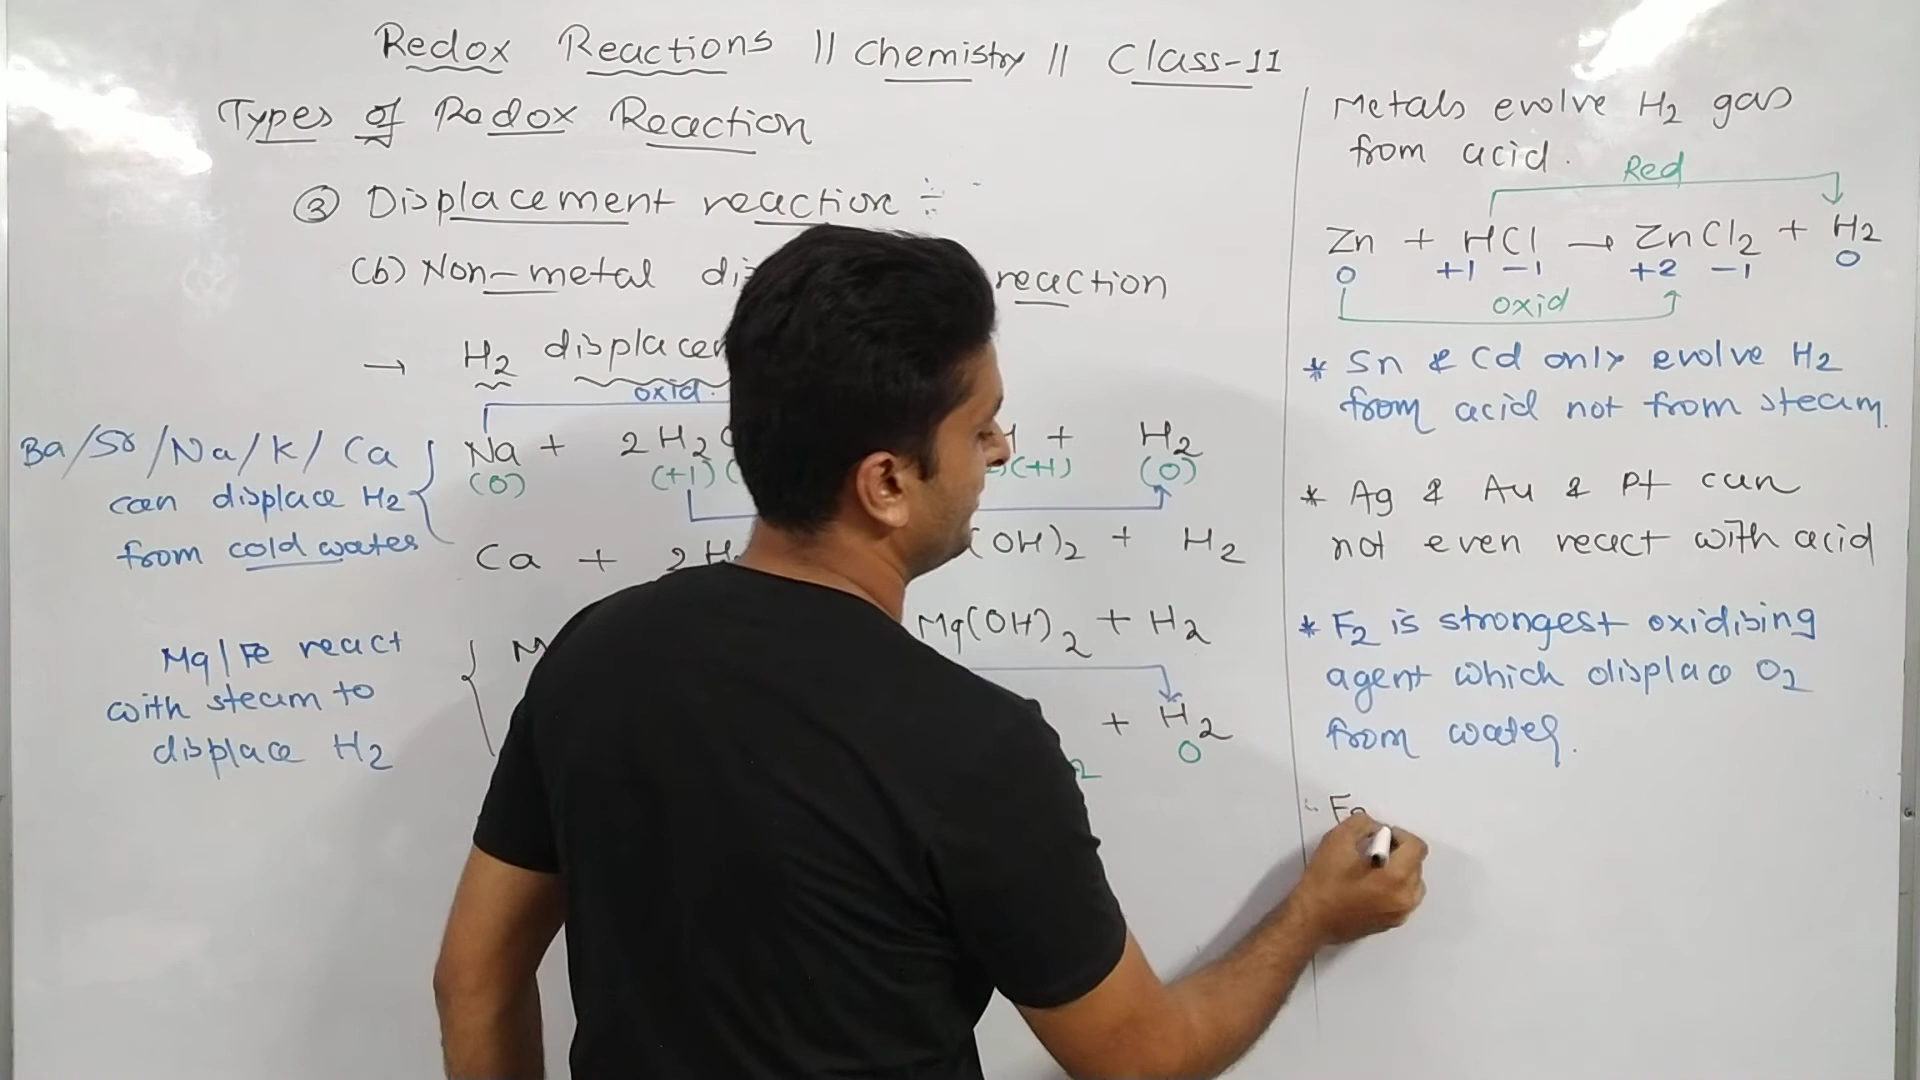 Redox Reactions || Chemistry || Class-11
Types of Redox Reaction
③ Displacement reaction ÷
(b) Non-metal reaction
→ H2
oxid.
Ba/Sr/Na/K/Ca
can displace H2
from cold water
Na + 2H2 + H2
(0) (+1) (+1) (0)
Ca + (OH)2 + H2
Mg/Fe react
with steam to
displace H2
Mg(OH)2 + H2
+ H2
0
Metals evolve H2 gas
from acid.
Red
Zn + HCl → ZnCl2 + H2
0 +1 -1 +2 -1 0
oxid
* Sn & Cd only evolve H2
from acid not from steam.
* Ag & Au & Pt can
not even react with acid
* F2 is strongest oxidising
agent which displace O2
from water.